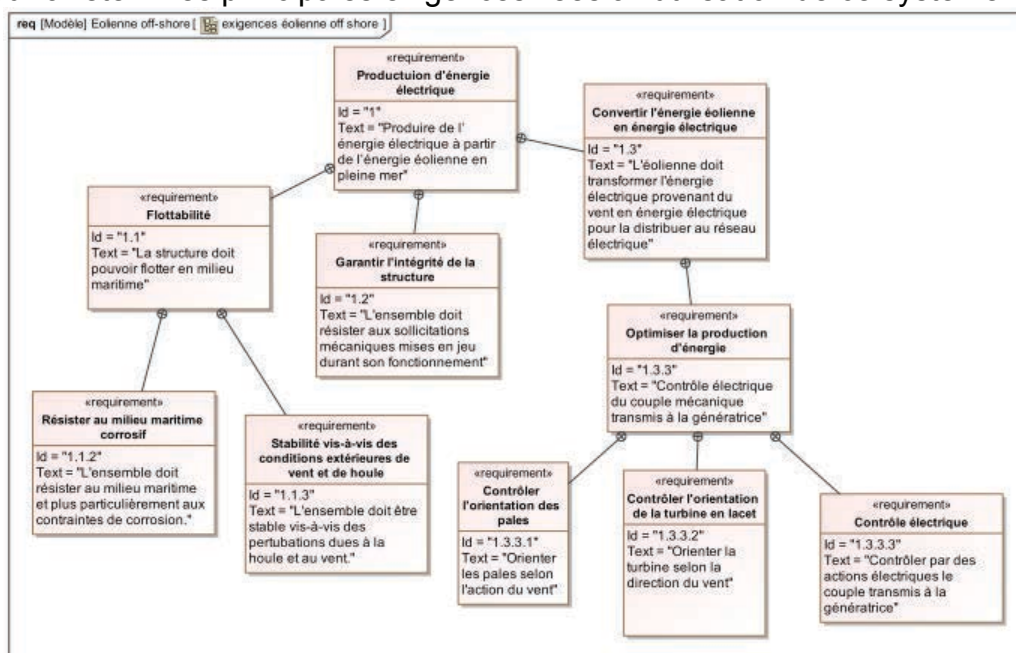 req [Modèle] Eolienne off-shore [ exigences éolienne off shore ]
«requirement»
Productuion d'énergie
électrique
Id = "1"
Text = "Produire de l'
énergie électrique à partir
de l'énergie éolienne en
pleine mer"
«requirement»
Convertir l'énergie éolienne
en énergie électrique
Id = "1.3"
Text = "L'éolienne doit
transformer l'énergie
électrique provenant du
vent en énergie électrique
pour la distribuer au réseau
électrique"
«requirement»
Flottabilité
Id = "1.1"
Text = "La structure doit
pouvoir flotter en milieu
maritime"
«requirement»
Garantir l'intégrité de la
structure
Id = "1.2"
Text = "L'ensemble doit
résister aux sollicitations
mécaniques mises en jeu
durant son fonctionnement"
«requirement»
Optimiser la production
d'énergie
Id = "1.3.3"
Text = "Contrôle électrique
du couple mécanique
transmis à la génératrice"
«requirement»
Résister au milieu maritime
corrosif
Id = "1.1.2"
Text = "L'ensemble doit
résister au milieu maritime
et plus particulièrement aux
contraintes de corrosion."
«requirement»
Stabilité vis-à-vis des
conditions extérieures de
vent et de houle
Id = "1.1.3"
Text = "L'ensemble doit être
stable vis-à-vis des
pertubations dues à la
houle et au vent."
«requirement»
Contrôler
l'orientation des
pales
Id = "1.3.3.1"
Text = "Orienter
les pales selon
l'action du vent"
«requirement»
Contrôler l'orientation
de la turbine en lacet
Id = "1.3.3.2"
Text = "Orienter la
turbine selon la
direction du vent"
«requirement»
Contrôle électrique
Id = "1.3.3.3"
Text = "Contrôler par des
actions électriques le
couple transmis à la
génératrice"